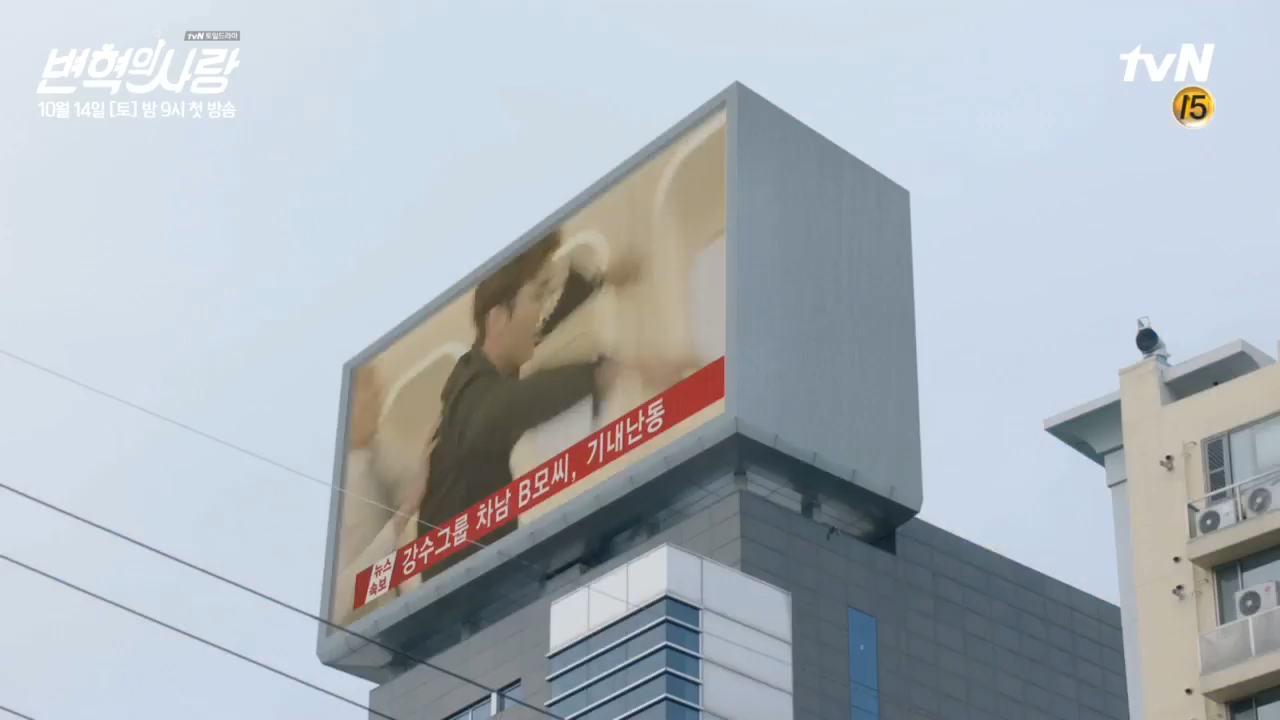 tvN 토일드라마
변혁의 사랑
10월 14일 [토] 밤 9시 첫 방송
tvN
15
뉴스
속보
강수그룹 차남 B모씨, 기내난동